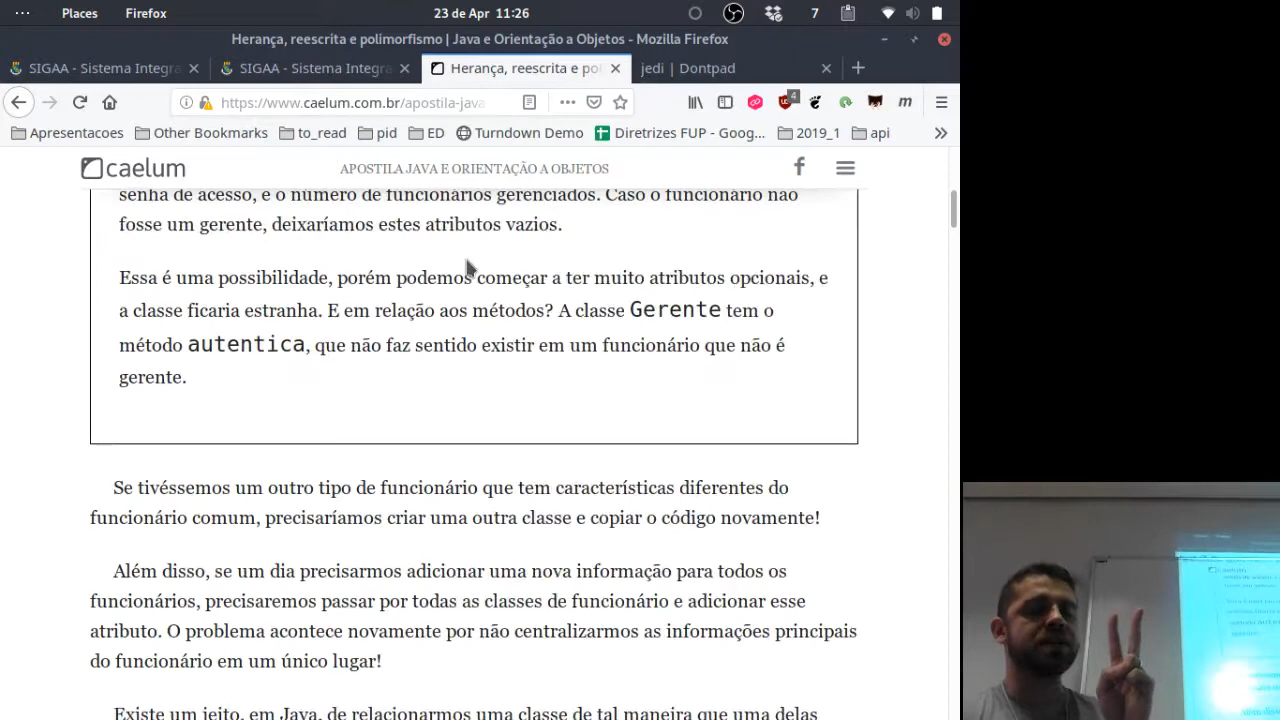 Places Firefox 23 de Apr 11:26 7
Herança, reescrita e polimorfismo | Java e Orientação a Objetos - Mozilla Firefox
SIGAA - Sistema Integra SIGAA - Sistema Integra Herança, reescrita e pol jedi | Dontpad
https://www.caelum.com.br/apostila-java 4 m
Apresentacoes Other Bookmarks to_read pid ED Turndown Demo Diretrizes FUP - Goog... 2019_1 api
caelum APOSTILA JAVA E ORIENTAÇÃO A OBJETOS
senha de acesso, e o número de funcionários gerenciados. Caso o funcionário não
fosse um gerente, deixaríamos estes atributos vazios.
Essa é uma possibilidade, porém podemos começar a ter muito atributos opcionais, e
a classe ficaria estranha. E em relação aos métodos? A classe Gerente tem o
método autentica, que não faz sentido existir em um funcionário que não é
gerente.
Se tivéssemos um outro tipo de funcionário que tem características diferentes do
funcionário comum, precisaríamos criar uma outra classe e copiar o código novamente!
Além disso, se um dia precisarmos adicionar una nova informação para todos os
funcionários, precisaremos passar por todas as classes de funcionário e adicionar esse
atributo. O problema acontece novamente por não centralizarmos as informações principais
do funcionário em um único lugar!
Existe um jeito, em Java, de relacionarmos uma classe de tal maneira que uma delas